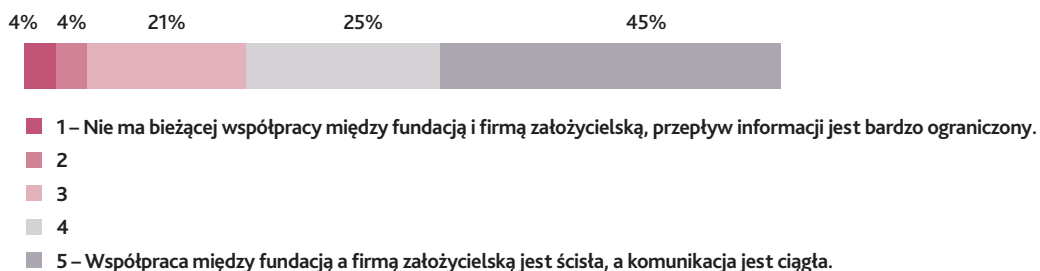 4% 4% 21% 25% 45%
1 – Nie ma bieżącej współpracy między fundacją i firmą założycielską, przepływ informacji jest bardzo ograniczony.
2
3
4
5 – Współpraca między fundacją a firmą założycielską jest ścisła, a komunikacja jest ciągła.